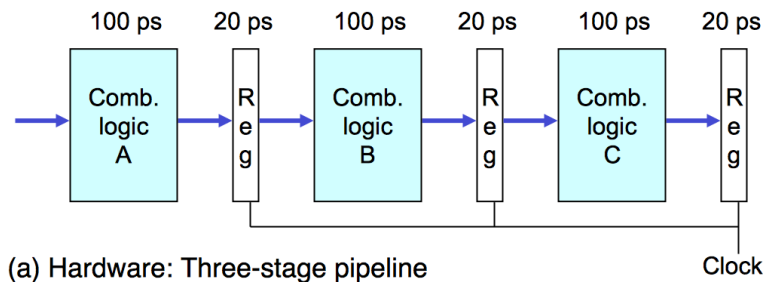 100 ps 20 ps 100 ps 20 ps 100 ps 20 ps
Comb.
logic
A
R
e
g
Comb.
logic
B
R
e
g
Comb.
logic
C
R
e
g
Clock
(a) Hardware: Three-stage pipeline